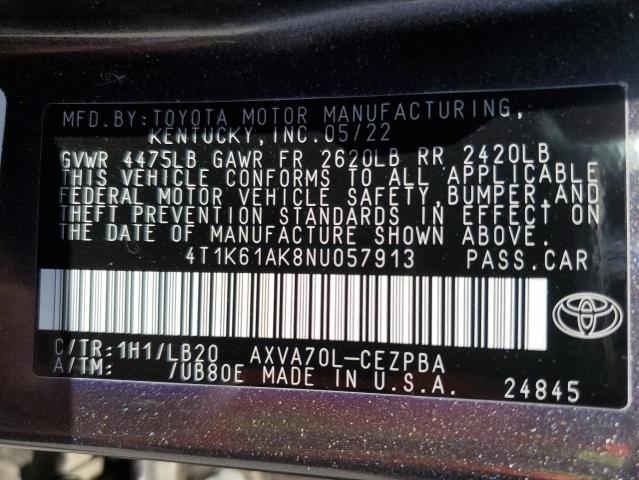 MFD.BY:TOYOTA MOTOR MANUFACTURING,
KENTUCKY,INC.05/22
GVWR 4475LB GAWR FR 2620LB RR 2420LB
THIS VEHICLE CONFORMS TO ALL APPLICABLE
FEDERAL MOTOR VEHICLE SAFETY,BUMPER,AND
THEFT PREVENTION STANDARDS IN EFFECT ON
THE DATE OF MANUFACTURE SHOWN ABOVE.
4T1K61AK8NU057913 PASS.CAR
C/TR:1H1/LB20 AXVA70L-CEZPBA
A/TM: /UB80E MADE IN U.S.A. 24845